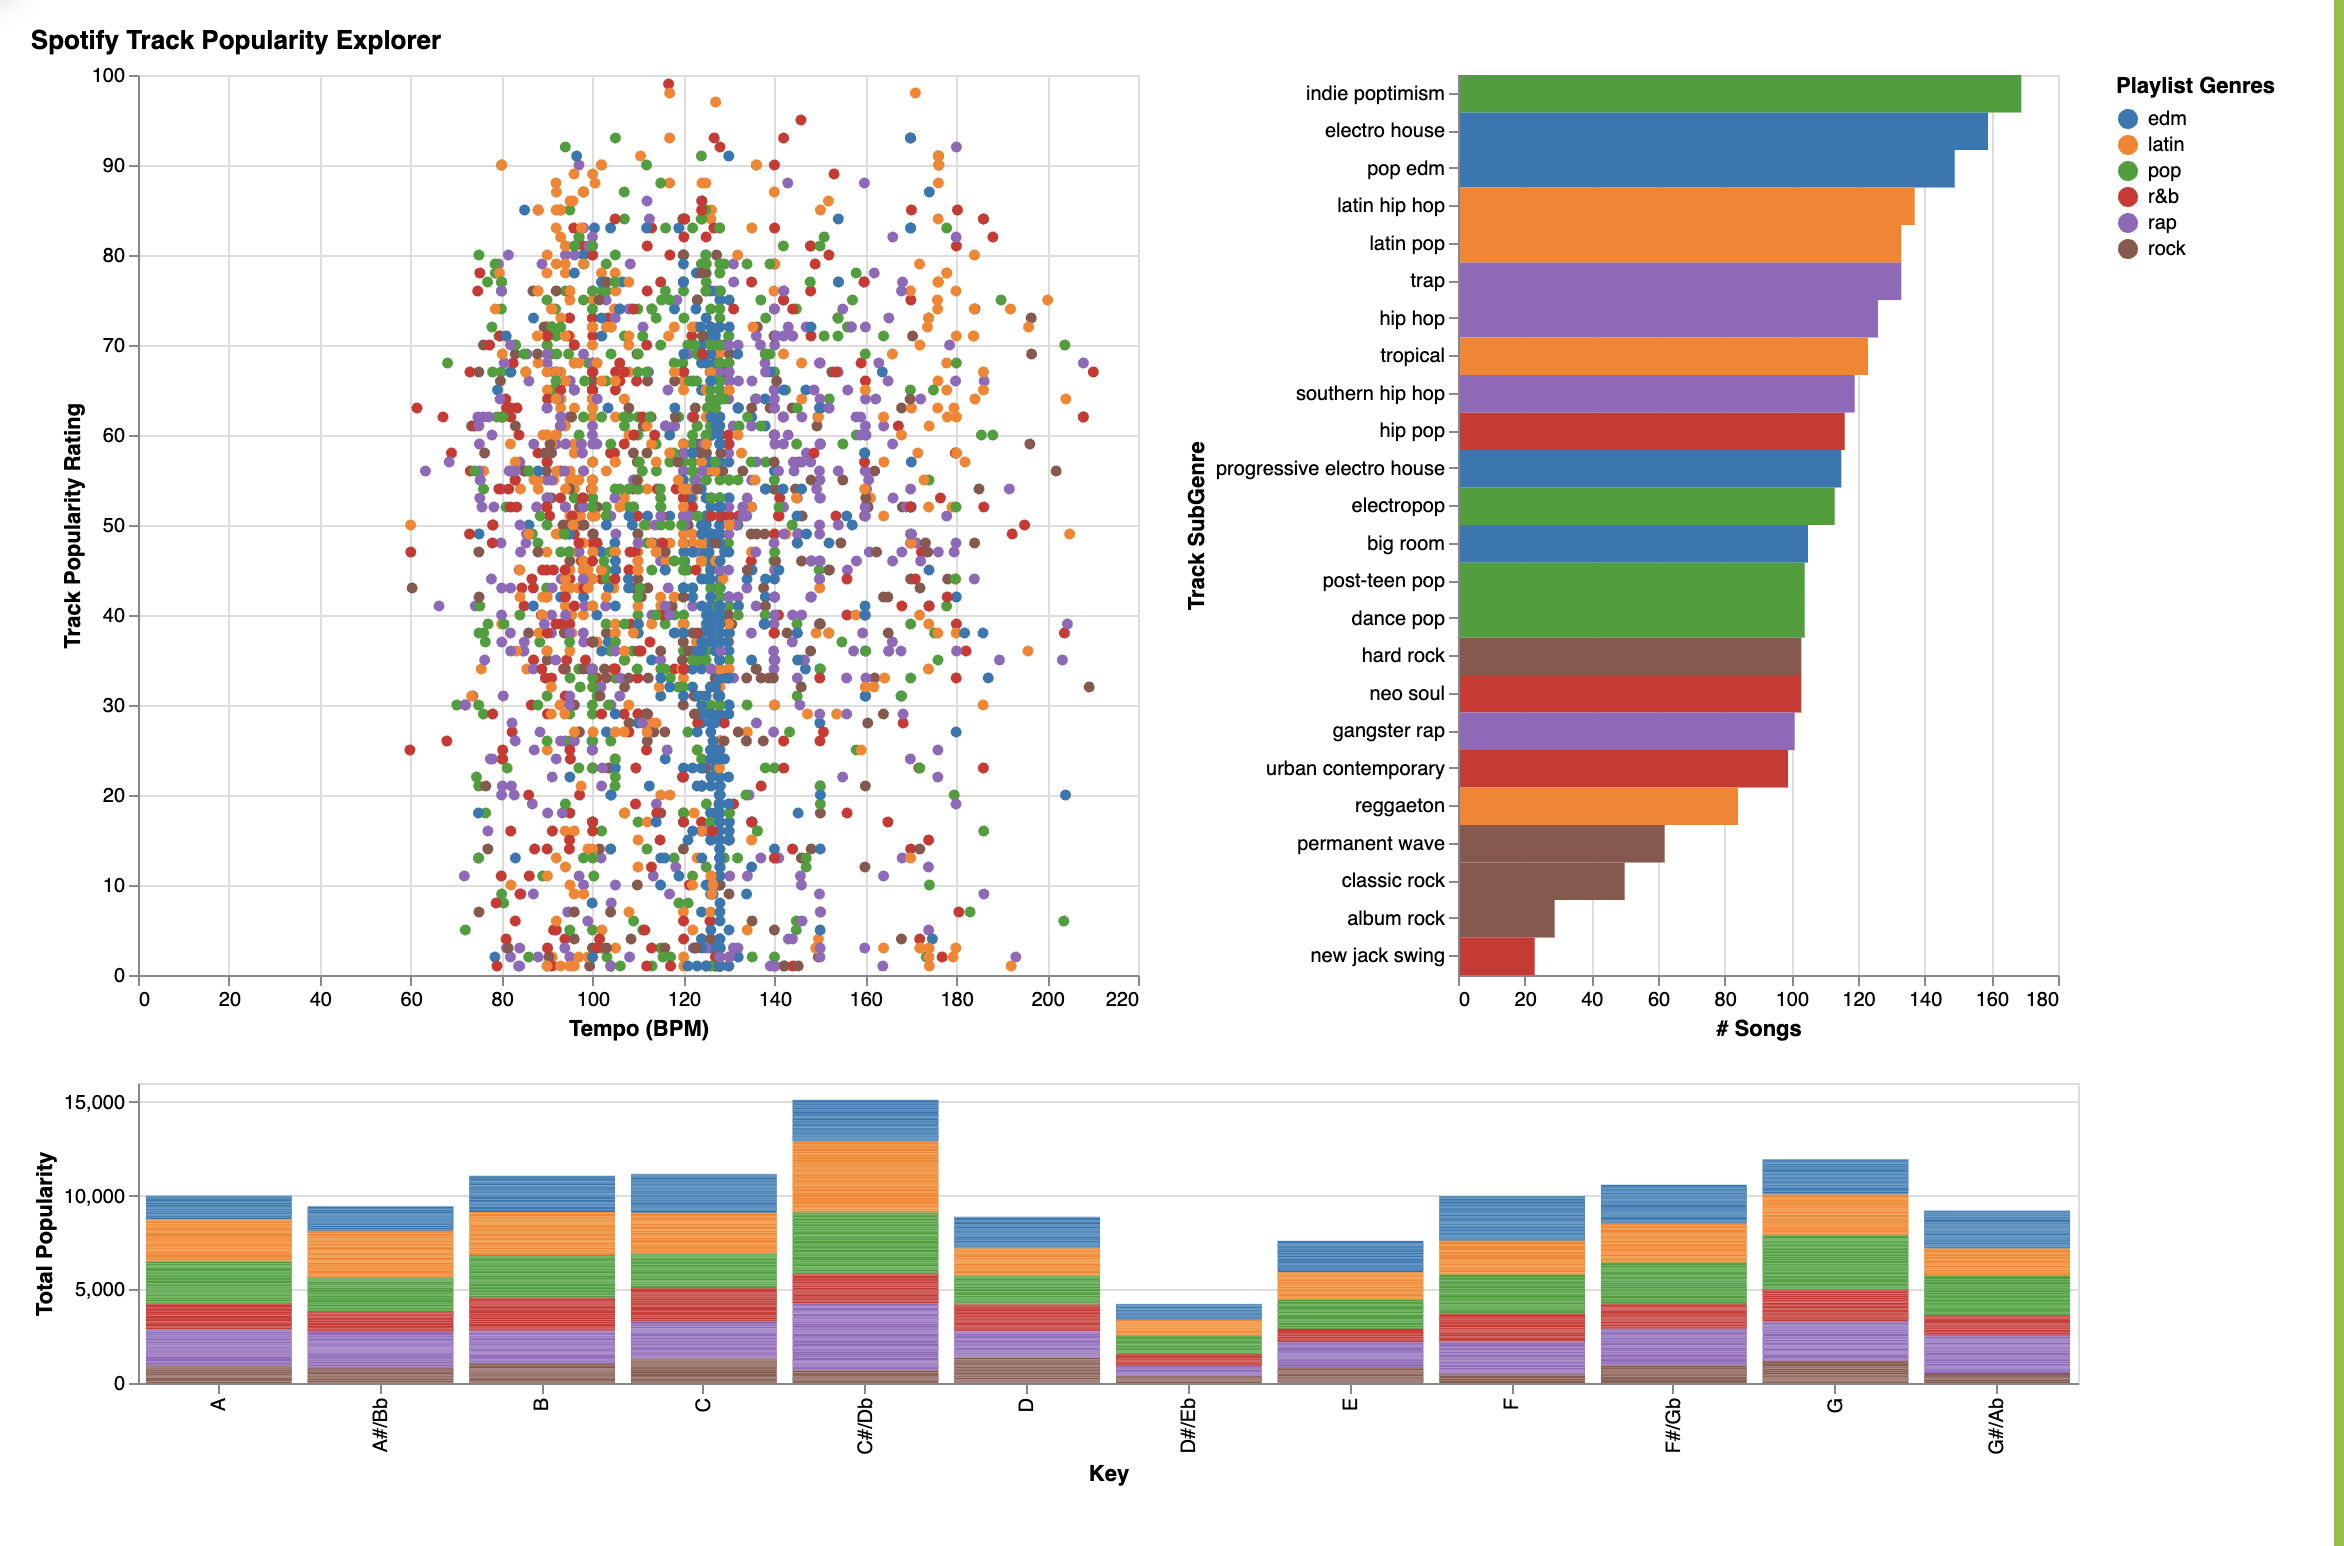 Spotify Track Popularity Explorer
Track Popularity Rating
100
90
80
70
60
50
40
30
20
10
0
0 20 40 60 80 100 120 140 160 180 200 220
Tempo (BPM)
Track SubGenre
indie poptimism
electro house
pop edm
latin hip hop
latin pop
trap
hip hop
tropical
southern hip hop
hip pop
progressive electro house
electropop
big room
post-teen pop
dance pop
hard rock
neo soul
gangster rap
urban contemporary
reggaeton
permanent wave
classic rock
album rock
new jack swing
0 20 40 60 80 100 120 140 160 180
# Songs
Playlist Genres
edm
latin
pop
r&b
rap
rock
Total Popularity
15,000
10,000
5,000
0
A A#/Bb B C C#/Db D D#/Eb E F F#/Gb G G#/Ab
Key